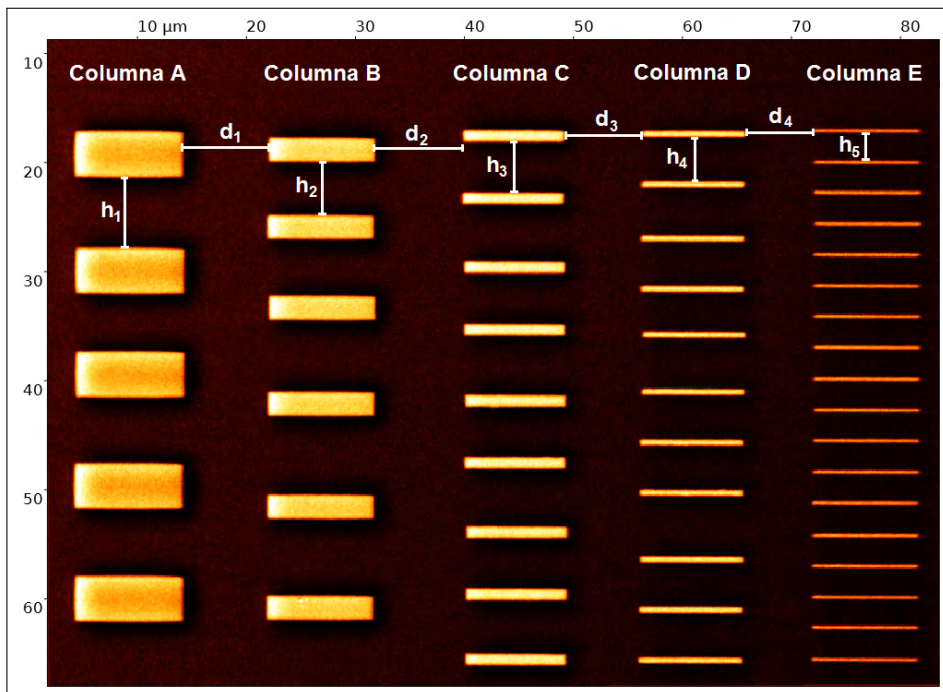 10 µm 20 30 40 50 60 70 80
10
Columna A Columna B Columna C Columna D Columna E
d₁ d₂ d₃ d₄
20
h₁ h₂ h₃ h₄ h₅
30
40
50
60